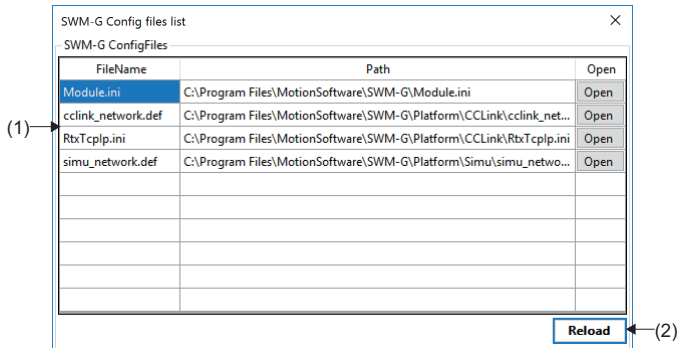 SWM-G Config files list
SWM-G ConfigFiles
FileName Path Open
Module.ini C:\Program Files\MotionSoftware\SWM-G\Module.ini Open
cclink_network.def C:\Program Files\MotionSoftware\SWM-G\Platform\CCLink\cclink_net... Open
RtxTcpIp.ini C:\Program Files\MotionSoftware\SWM-G\Platform\CCLink\RtxTcpIp.ini Open
simu_network.def C:\Program Files\MotionSoftware\SWM-G\Platform\Simu\simu_netwo... Open
(1)
Reload
(2)